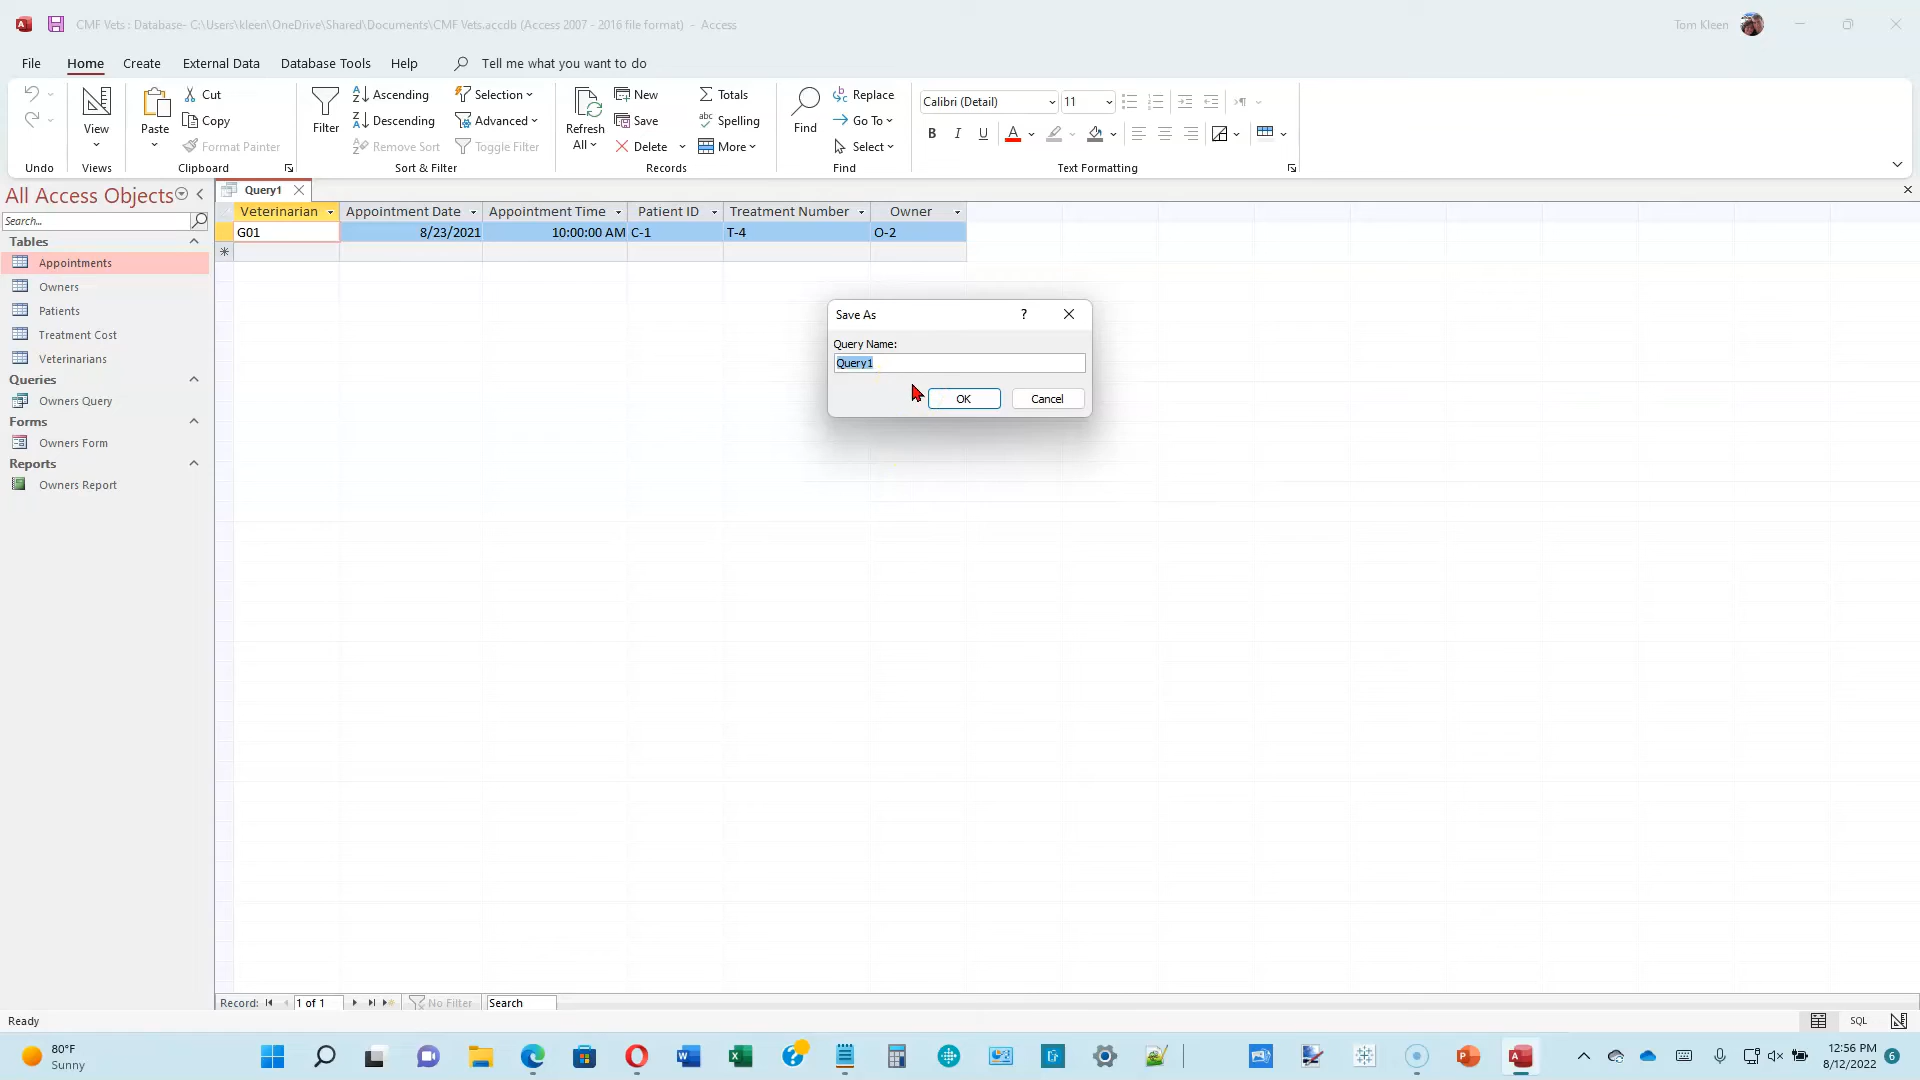 CMF Vets : Database- C:\Users\kleen\OneDrive\Shared\Documents\CMF Vets.accdb (Access 2007 - 2016 file format) - Access
Tom Kleen
File Home Create External Data Database Tools Help Tell me what you want to do
Undo
View
Views
Paste
Cut
Copy
Format Painter
Clipboard
Filter
Ascending
Descending
Remove Sort
Selection
Advanced
Toggle Filter
Sort & Filter
Refresh
All
New
Save
Delete
Totals
Spelling
More
Records
Find
Replace
Go To
Select
Find
Calibri (Detail) 11
B I U A
Text Formatting
All Access Objects
Search...
Tables
Appointments
Owners
Patients
Treatment Cost
Veterinarians
Queries
Owners Query
Forms
Owners Form
Reports
Owners Report
Query1
Veterinarian Appointment Date Appointment Time Patient ID Treatment Number Owner
G01 8/23/2021 10:00:00 AM C-1 T-4 O-2
Save As
Query Name:
Query1
OK Cancel
Record: 1 of 1 No Filter Search
Ready
SQL
80°F
Sunny
12:56 PM
8/12/2022
6